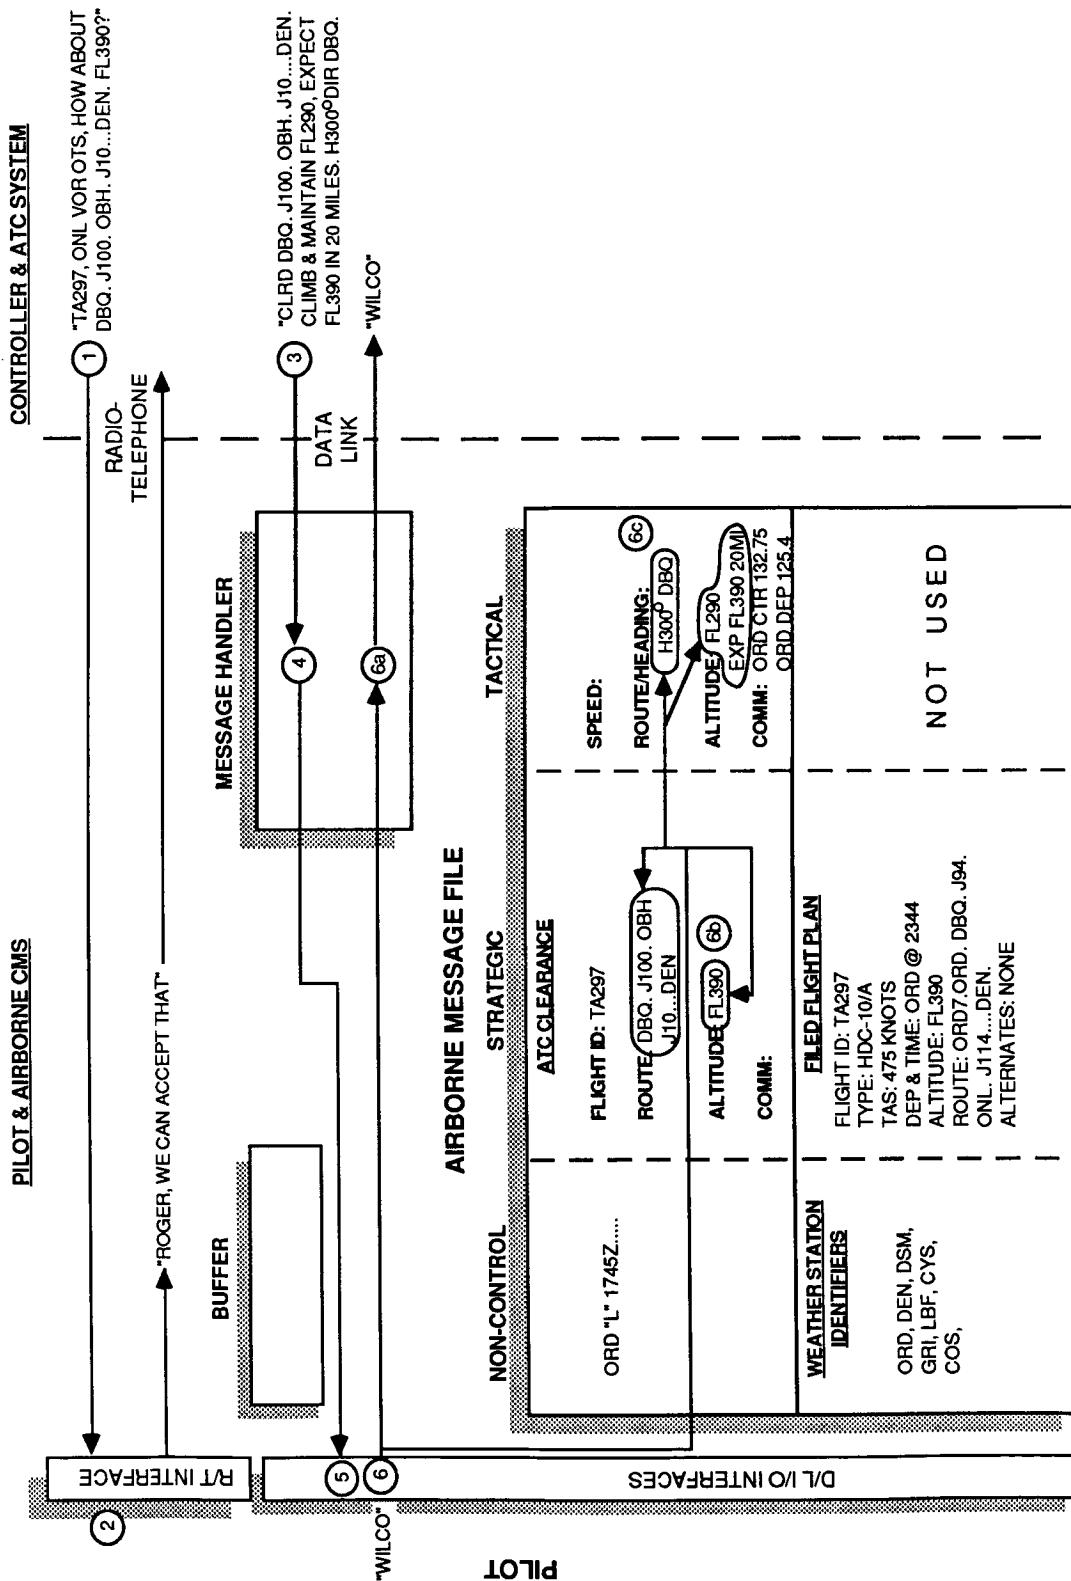 PILOT & AIRBORNE CMS
CONTROLLER & ATC SYSTEM
R/T INTERFACE
2
1
"TA297, ONL VOR OTS, HOW ABOUT
DBQ. J100. OBH. J10...DEN. FL390?"
RADIO-
TELEPHONE
"ROGER, WE CAN ACCEPT THAT"
BUFFER
MESSAGE HANDLER
4
6a
3
"CLRD DBQ. J100. OBH. J10....DEN.
CLIMB & MAINTAIN FL290, EXPECT
FL390 IN 20 MILES. H300ºDIR DBQ.
DATA
LINK
"WILCO"
5
6
"WILCO"
D/L I/O INTERFACES
PILOT
AIRBORNE MESSAGE FILE
NON-CONTROL
STRATEGIC
TACTICAL
ORD "L" 1745Z.....
ATC CLEARANCE
FLIGHT ID: TA297
ROUTE: DBQ. J100. OBH
J10...DEN
ALTITUDE: FL390
6b
COMM:
SPEED:
ROUTE/HEADING:
H300º DBQ
6c
ALTITUDE: FL290
EXP FL390 20MI
COMM: ORD CTR 132.75
ORD DEP 125.4
WEATHER STATION
IDENTIFIERS
ORD, DEN, DSM,
GRI, LBF, CYS,
COS,
FILED FLIGHT PLAN
FLIGHT ID: TA297
TYPE: HDC-10/A
TAS: 475 KNOTS
DEP & TIME: ORD @ 2344
ALTITUDE: FL390
ROUTE: ORD7.ORD. DBQ. J94.
ONL. J114....DEN.
ALTERNATES: NONE
NOT USED